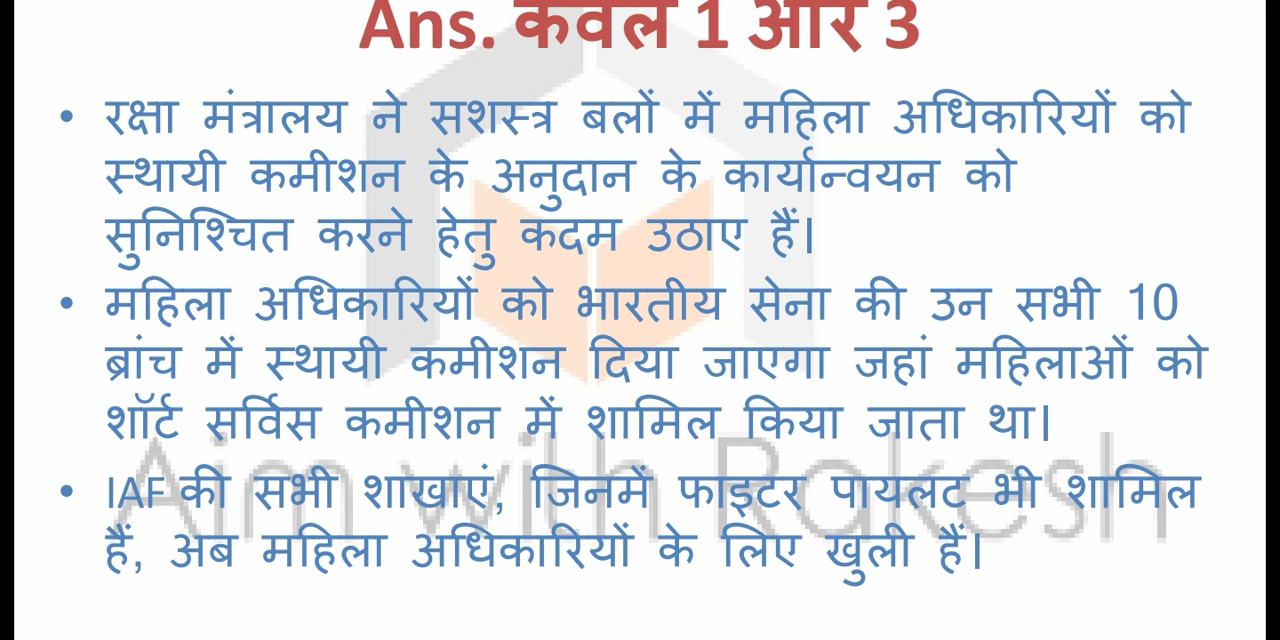 Ans. केवल 1 और 3
• रक्षा मंत्रालय ने सशस्त्र बलों में महिला अधिकारियों को
स्थायी कमीशन के अनुदान के कार्यान्वयन को
सुनिश्चित करने हेतु कदम उठाए हैं।
• महिला अधिकारियों को भारतीय सेना की उन सभी 10
ब्रांच में स्थायी कमीशन दिया जाएगा जहां महिलाओं को
शॉर्ट सर्विस कमीशन में शामिल किया जाता था।
Aim with Rakesh
• IAF की सभी शाखाएं, जिनमें फाइटर पायलट भी शामिल
हैं, अब महिला अधिकारियों के लिए खुली हैं।